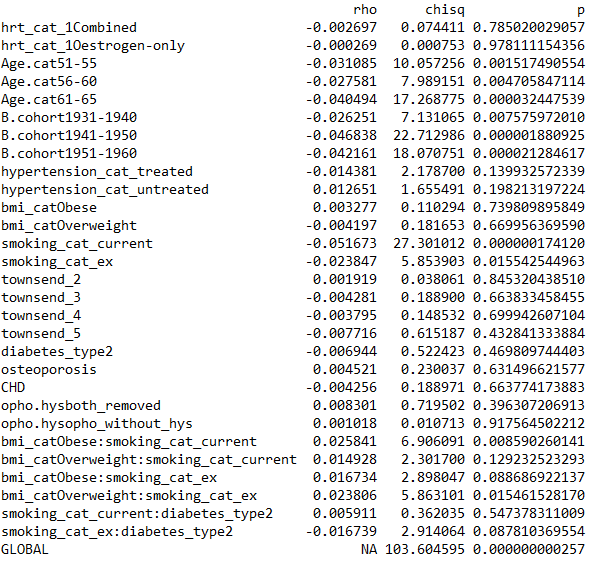 rho chisq p
hrt_cat_1Combined -0.002697 0.074411 0.785020029057
hrt_cat_1Oestrogen-only -0.000269 0.000753 0.978111154356
Age.cat51-55 -0.031085 10.057256 0.001517490554
Age.cat56-60 -0.027581 7.989151 0.004705847114
Age.cat61-65 -0.040494 17.268775 0.000032447539
B.cohort1931-1940 -0.026251 7.131065 0.007575972010
B.cohort1941-1950 -0.046838 22.712986 0.000001880925
B.cohort1951-1960 -0.042161 18.070751 0.000021284617
hypertension_cat_treated -0.014381 2.178700 0.139932572339
hypertension_cat_untreated 0.012651 1.655491 0.198213197224
bmi_catObese 0.003277 0.110294 0.739809895849
bmi_catOverweight -0.004197 0.181653 0.669956369590
smoking_cat_current -0.051673 27.301012 0.000000174120
smoking_cat_ex -0.023847 5.853903 0.015542544963
townsend_2 0.001919 0.038061 0.845320438510
townsend_3 -0.004281 0.188900 0.663833458455
townsend_4 -0.003795 0.148532 0.699942607104
townsend_5 -0.007716 0.615187 0.432841333884
diabetes_type2 -0.006944 0.522423 0.469809744403
osteoporosis 0.004521 0.230037 0.631496621577
CHD -0.004256 0.188971 0.663774173883
opho.hysboth_removed 0.008301 0.719502 0.396307206913
opho.hysopho_without_hys 0.001018 0.010713 0.917564502212
bmi_catObese:smoking_cat_current 0.025841 6.906091 0.008590260141
bmi_catOverweight:smoking_cat_current 0.014928 2.301700 0.129232523293
bmi_catObese:smoking_cat_ex 0.016734 2.898047 0.088686922137
bmi_catOverweight:smoking_cat_ex 0.023806 5.863101 0.015461528170
smoking_cat_current:diabetes_type2 0.005911 0.362035 0.547378311009
smoking_cat_ex:diabetes_type2 -0.016739 2.914064 0.087810369554
GLOBAL NA 103.604595 0.000000000257